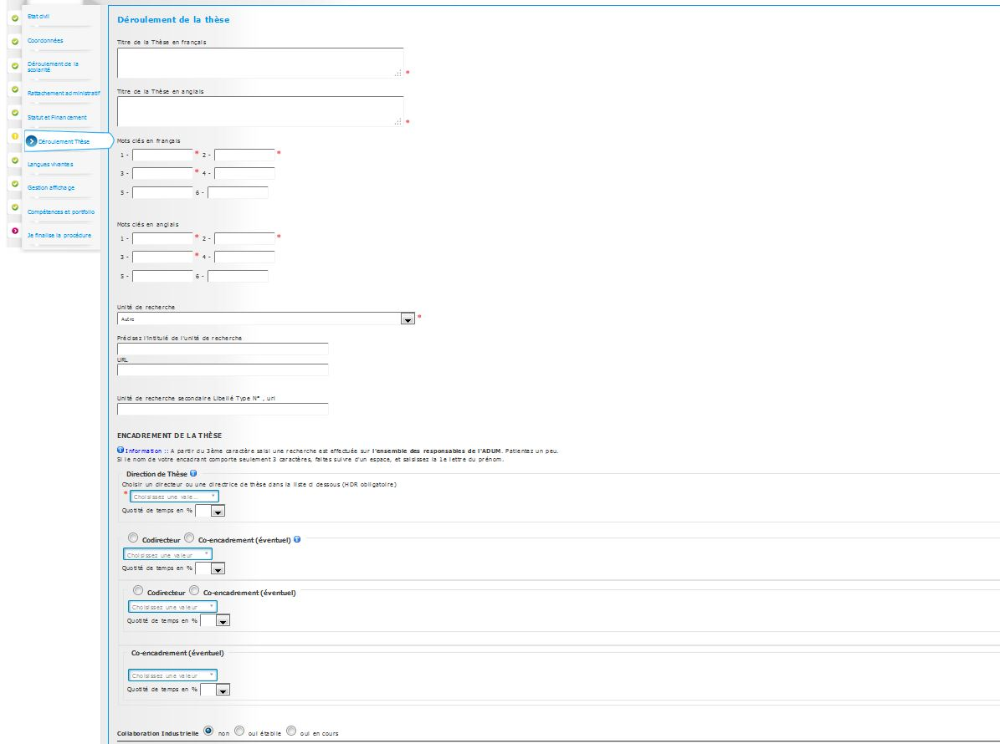 Etat civil
Coordonnées
Déroulement de la
scolarité
Rattachement administratif
Statut et Financement
Déroulement Thèse
Langues vivantes
Gestion affichage
Compétences et portfolio
Je finalise la procédure
Déroulement de la thèse
Titre de la Thèse en français
*
Titre de la Thèse en anglais
*
Mots clés en français
1 - * 2 - *
3 - * 4 -
5 - 6 -
Mots clés en anglais
1 - * 2 - *
3 - * 4 -
5 - 6 -
Unité de recherche
Autre *
Précisez l'intitulé de l'unité de recherche
URL
Unité de recherche secondaire Libellé Type N° , url
ENCADREMENT DE LA THÈSE
Information :: A partir du 3ème caractère saisi une recherche est effectuée sur l'ensemble des responsables de l'ADUM. Patientez un peu.
Si le nom de votre encadrant comporte seulement 3 caractères, faites suivre d'un espace, et saisissez la 1e lettre du prénom.
Direction de Thèse
Choisir un directeur ou une directrice de thèse dans la liste ci dessous (HDR obligatoire)
* Choisissez une vale...
Quotité de temps en %
Codirecteur Co-encadrement (éventuel)
Choisissez une valeur
Quotité de temps en %
Codirecteur Co-encadrement (éventuel)
Choisissez une valeur
Quotité de temps en %
Co-encadrement (éventuel)
Choisissez une valeur
Quotité de temps en %
Collaboration Industrielle non oui établie oui en cours